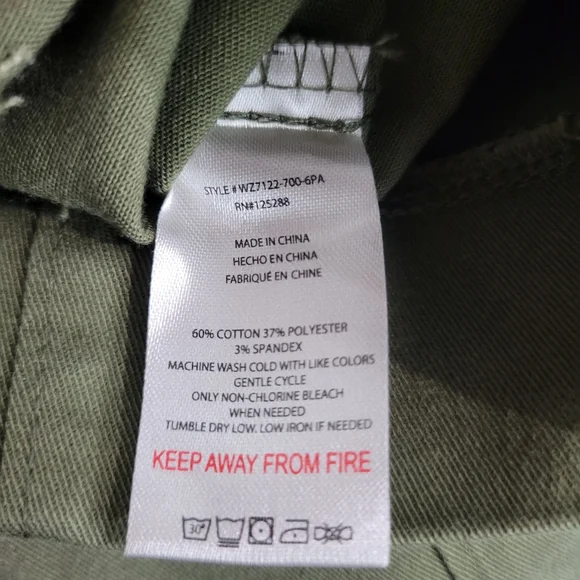 STYLE # WZ7122-700-6PA
RN#125288
MADE IN CHINA
HECHO EN CHINA
FABRIQUÉ EN CHINE
60% COTTON 37% POLYESTER
3% SPANDEX
MACHINE WASH COLD WITH LIKE COLORS
GENTLE CYCLE
ONLY NON-CHLORINE BLEACH
WHEN NEEDED
TUMBLE DRY LOW. LOW IRON IF NEEDED
KEEP AWAY FROM FIRE
30°